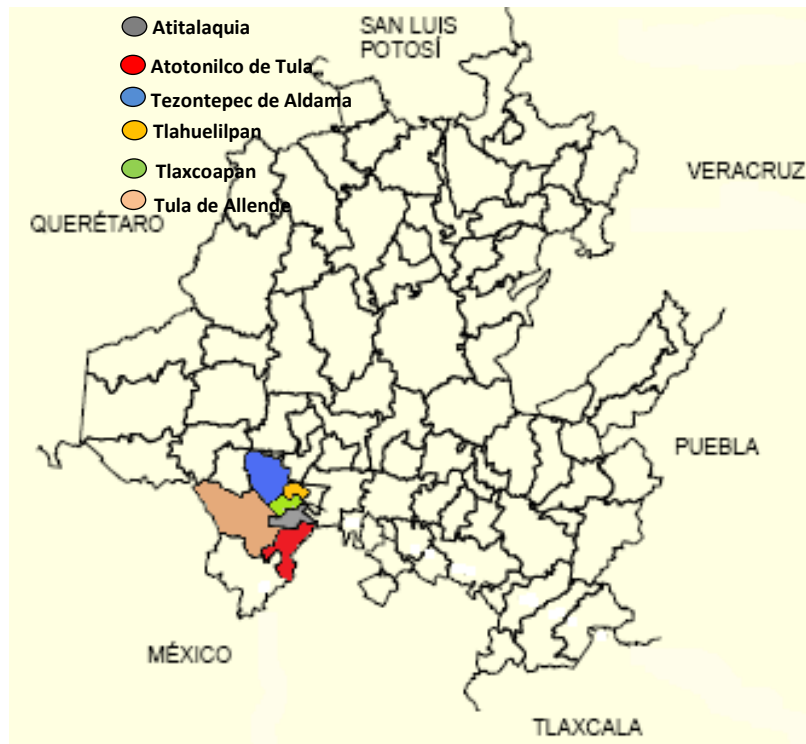 Atitalaquia
SAN LUIS
POTOSÍ
Atotonilco de Tula
Tezontepec de Aldama
Tlahuelilpan
Tlaxcoapan
VERACRUZ
Tula de Allende
QUERÉTARO
PUEBLA
MÉXICO
TLAXCALA